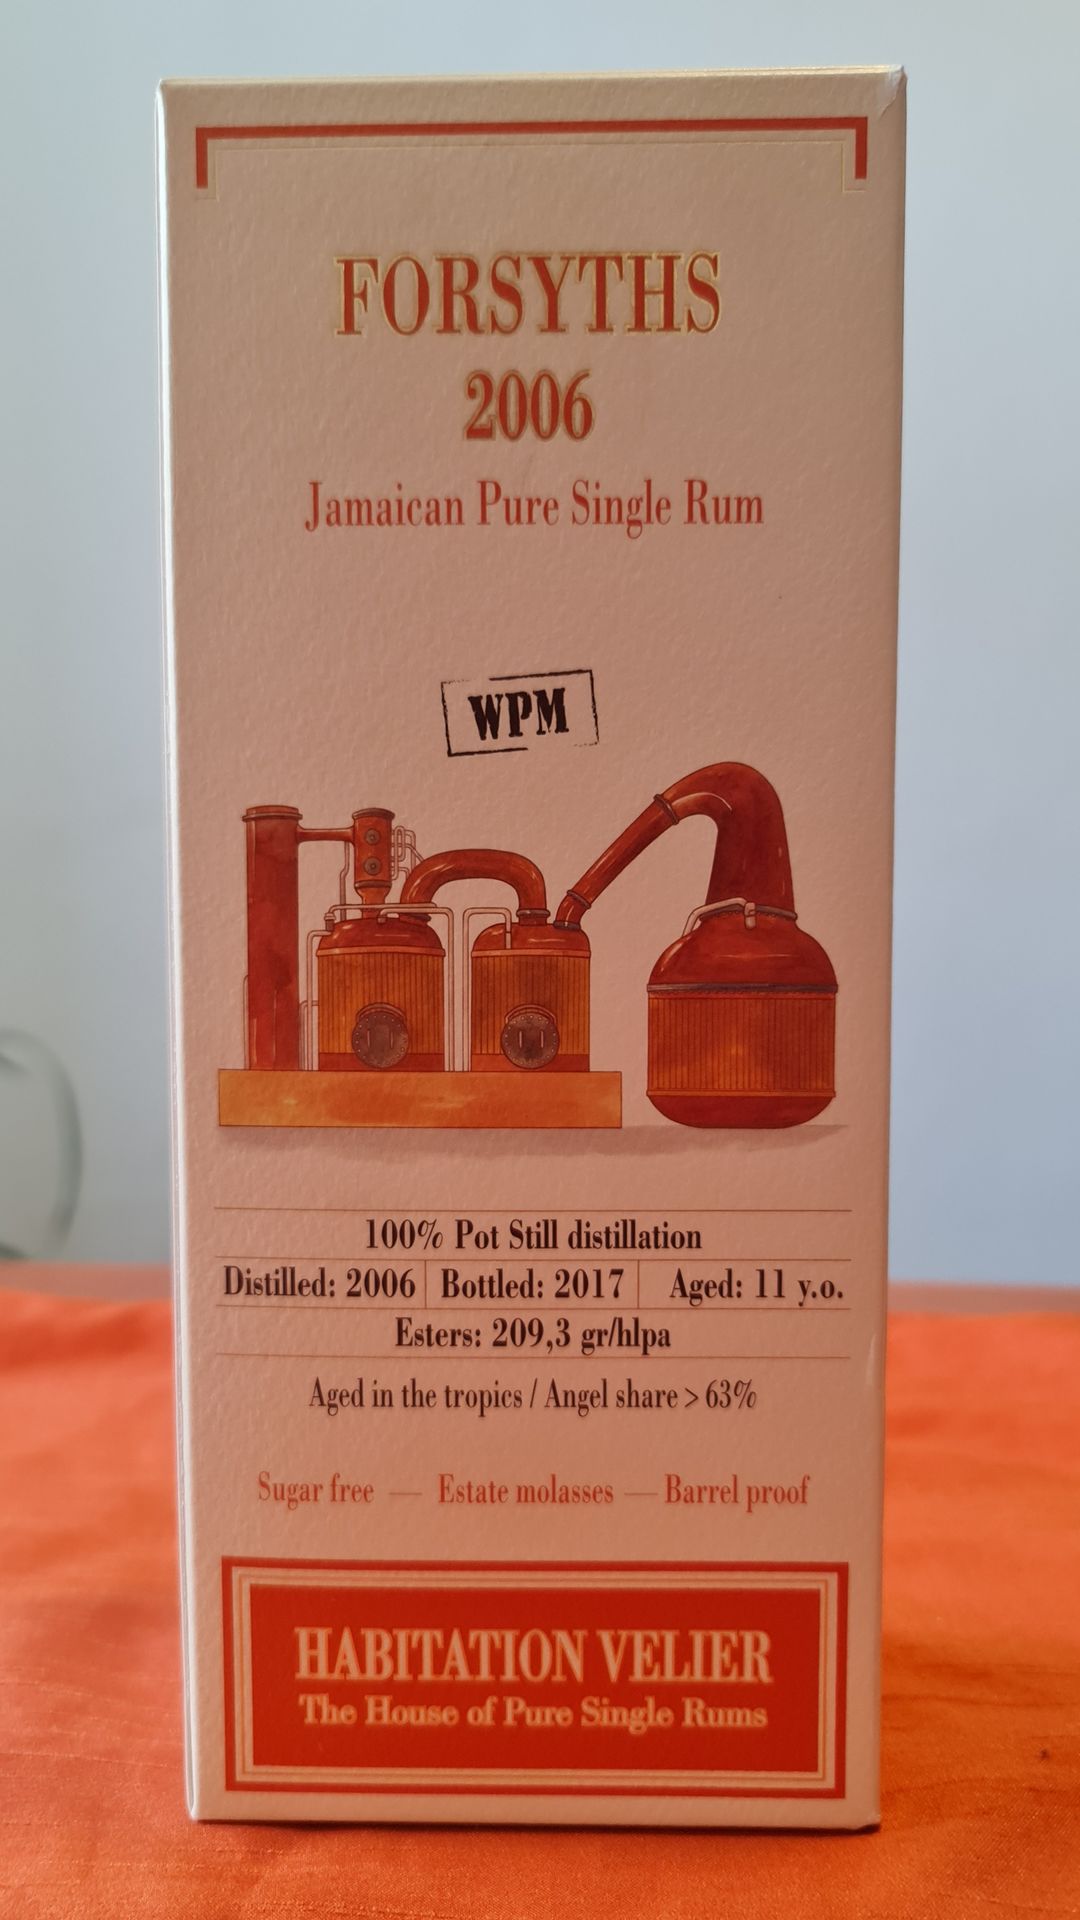 FORSYTHS
2006
Jamaican Pure Single Rum
WPM
100% Pot Still distillation
Distilled: 2006 Bottled: 2017 Aged: 11 y.o.
Esters: 209,3 gr/hlpa
Aged in the tropics / Angel share > 63%
Sugar free — Estate molasses — Barrel proof
HABITATION VELIER
The House of Pure Single Rums